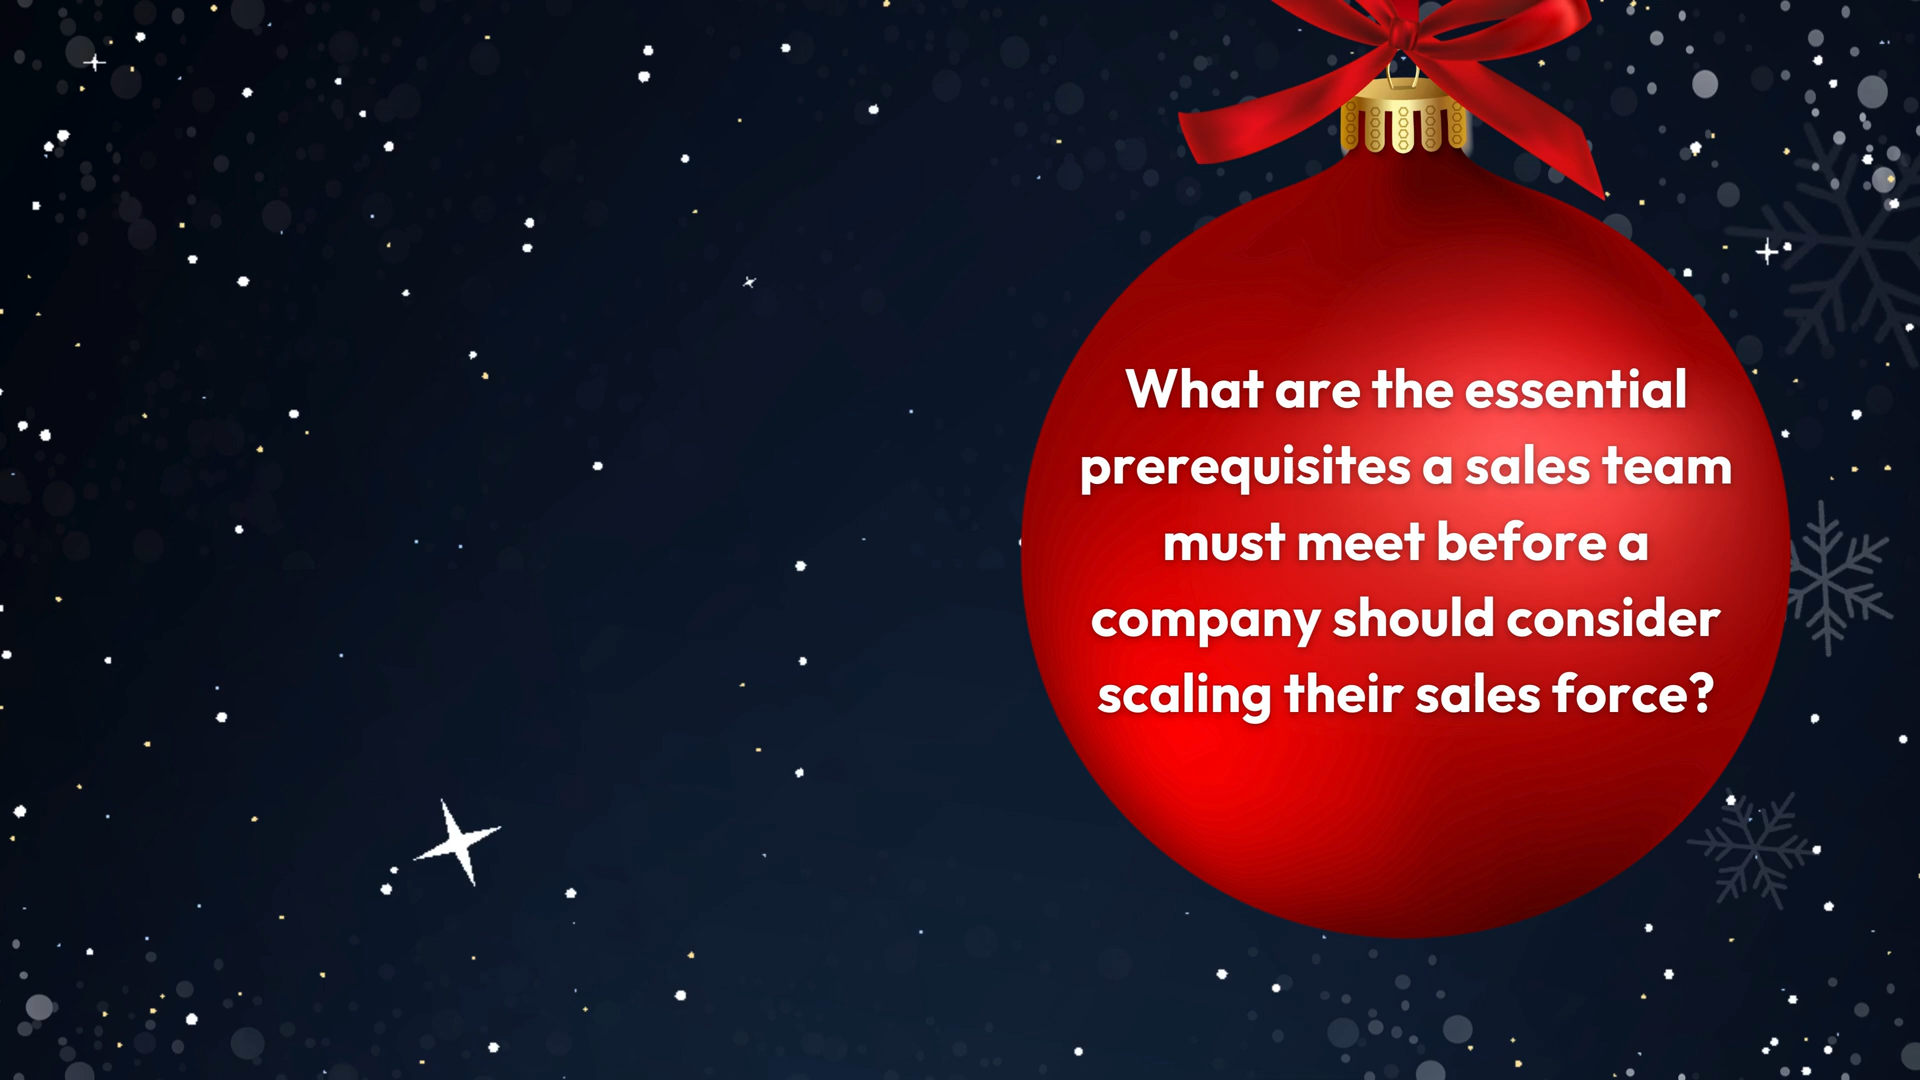 What are the essential
prerequisites a sales team
must meet before a
company should consider
scaling their sales force?